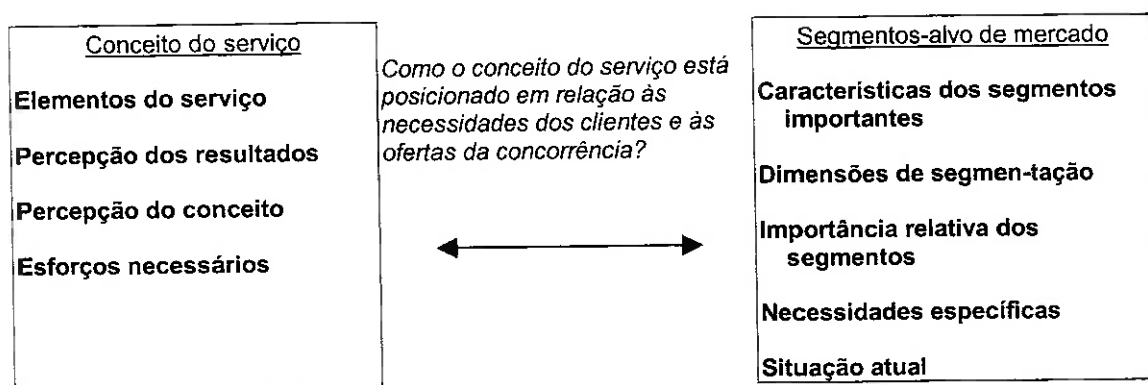 Conceito do serviço
Elementos do serviço
Percepção dos resultados
Percepção do conceito
Esforços necessários
Como o conceito do serviço está
posicionado em relação às
necessidades dos clientes e às
ofertas da concorrência?
Segmentos-alvo de mercado
Caracteristicas dos segmentos
importantes
Dimensões de segmen-tação
Importância relativa dos
segmentos
Necessidades específicas
Situação atual